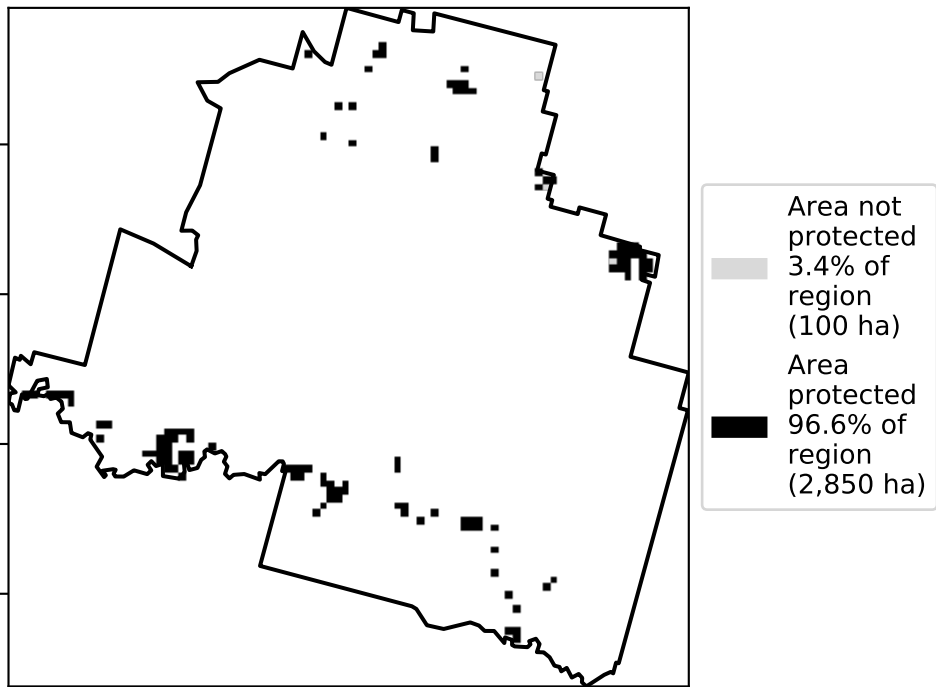 Area not
protected
3.4% of
region
(100 ha)
Area
protected
96.6% of
region
(2,850 ha)